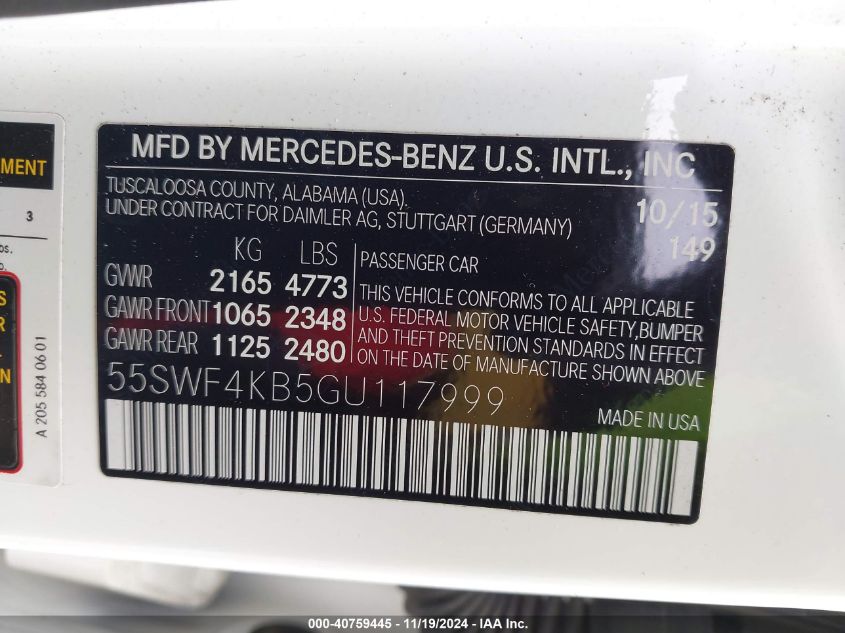 MFD BY MERCEDES-BENZ U.S. INTL., INC
TUSCALOOSA COUNTY, ALABAMA (USA).
UNDER CONTRACT FOR DAIMLER AG, STUTTGART (GERMANY)
10/15
149
KG LBS
GVWR 2165 4773
GAWR FRONT 1065 2348
GAWR REAR 1125 2480
PASSENGER CAR
THIS VEHICLE CONFORMS TO ALL APPLICABLE
U.S. FEDERAL MOTOR VEHICLE SAFETY, BUMPER
AND THEFT PREVENTION STANDARDS IN EFFECT
ON THE DATE OF MANUFACTURE SHOWN ABOVE
55SWF4KB5GU117999
MADE IN USA
MENT
3
A 205 584 06 01
000-40759445 - 11/19/2024 - IAA Inc.